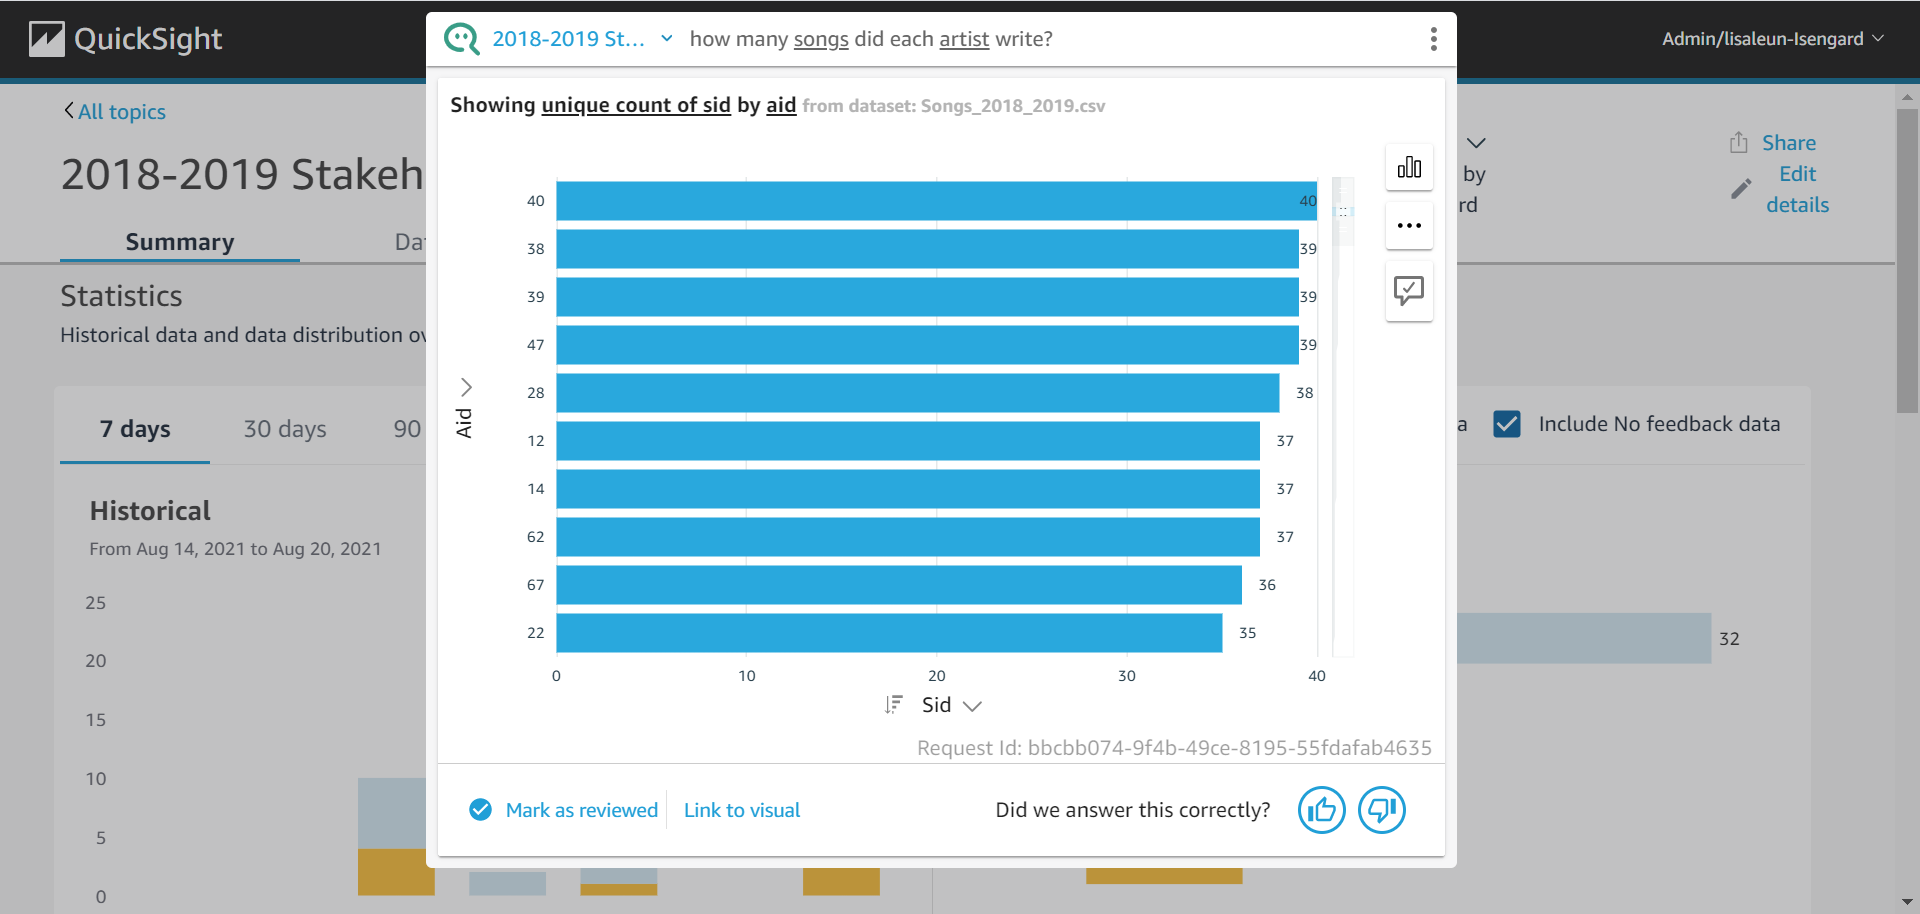 QuickSight
2018-2019 St...
how many songs did each artist write?
Admin/lisaleun-Isengard
All topics
2018-2019 Stakeh
Summary
Da
Statistics
Historical data and data distribution ov
7 days
30 days
90
Historical
From Aug 14, 2021 to Aug 20, 2021
25
20
15
10
5
0
Showing unique count of sid by aid from dataset: Songs_2018_2019.csv
40 40
38 39
39 39
47 39
28 38
12 37
14 37
62 37
67 36
22 35
Aid
0 10 20 30 40
Sid
Request Id: bbcbb074-9f4b-49ce-8195-55fdafab4635
Mark as reviewed
Link to visual
Did we answer this correctly?
by
rd
Share
Edit
details
a
Include No feedback data
32